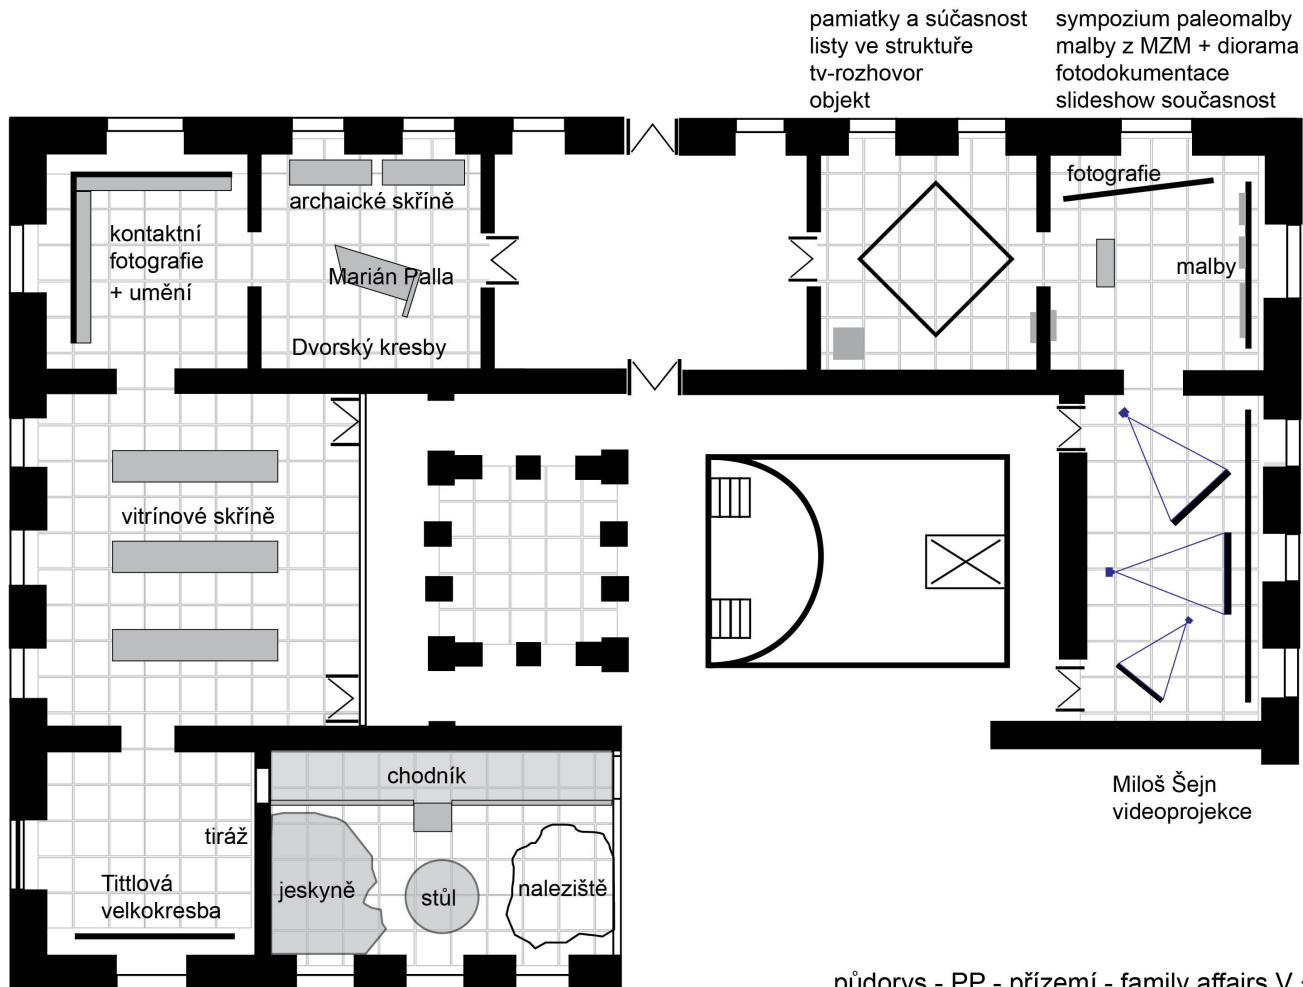 pamiatky a súčasnost
listy ve struktuře
tv-rozhovor
objekt
sympozium paleomalby
malby z MZM + diorama
fotodokumentace
slideshow současnost
kontaktní
fotografie
+ umění
archaické skříně
Marián Palla
Dvorský kresby
fotografie
malby
vitrínové skříně
chodník
tiráž
Tittlová
velkokresba
jeskyně
stůl
naleziště
Miloš Šejn
videoprojekce
půdorys - PP - přízemí - family affairs V